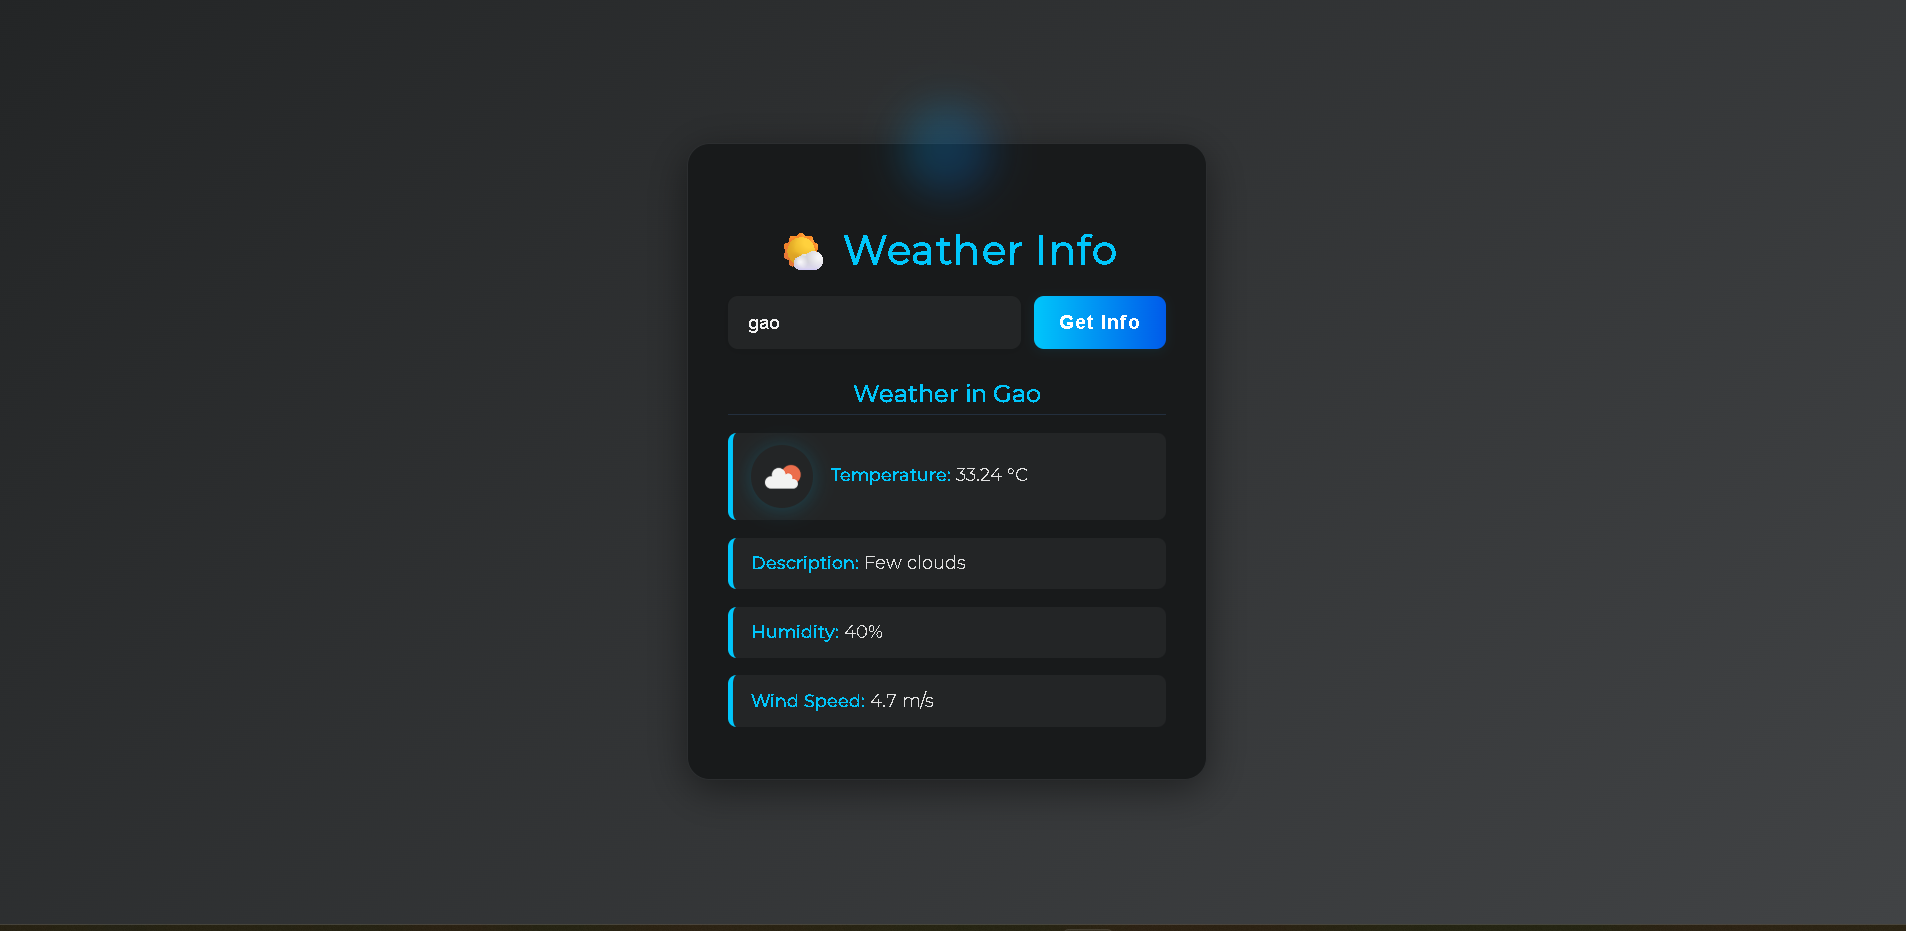 Weather Info
gao
Get Info
Weather in Gao
Temperature: 33.24 °C
Description: Few clouds
Humidity: 40%
Wind Speed: 4.7 m/s